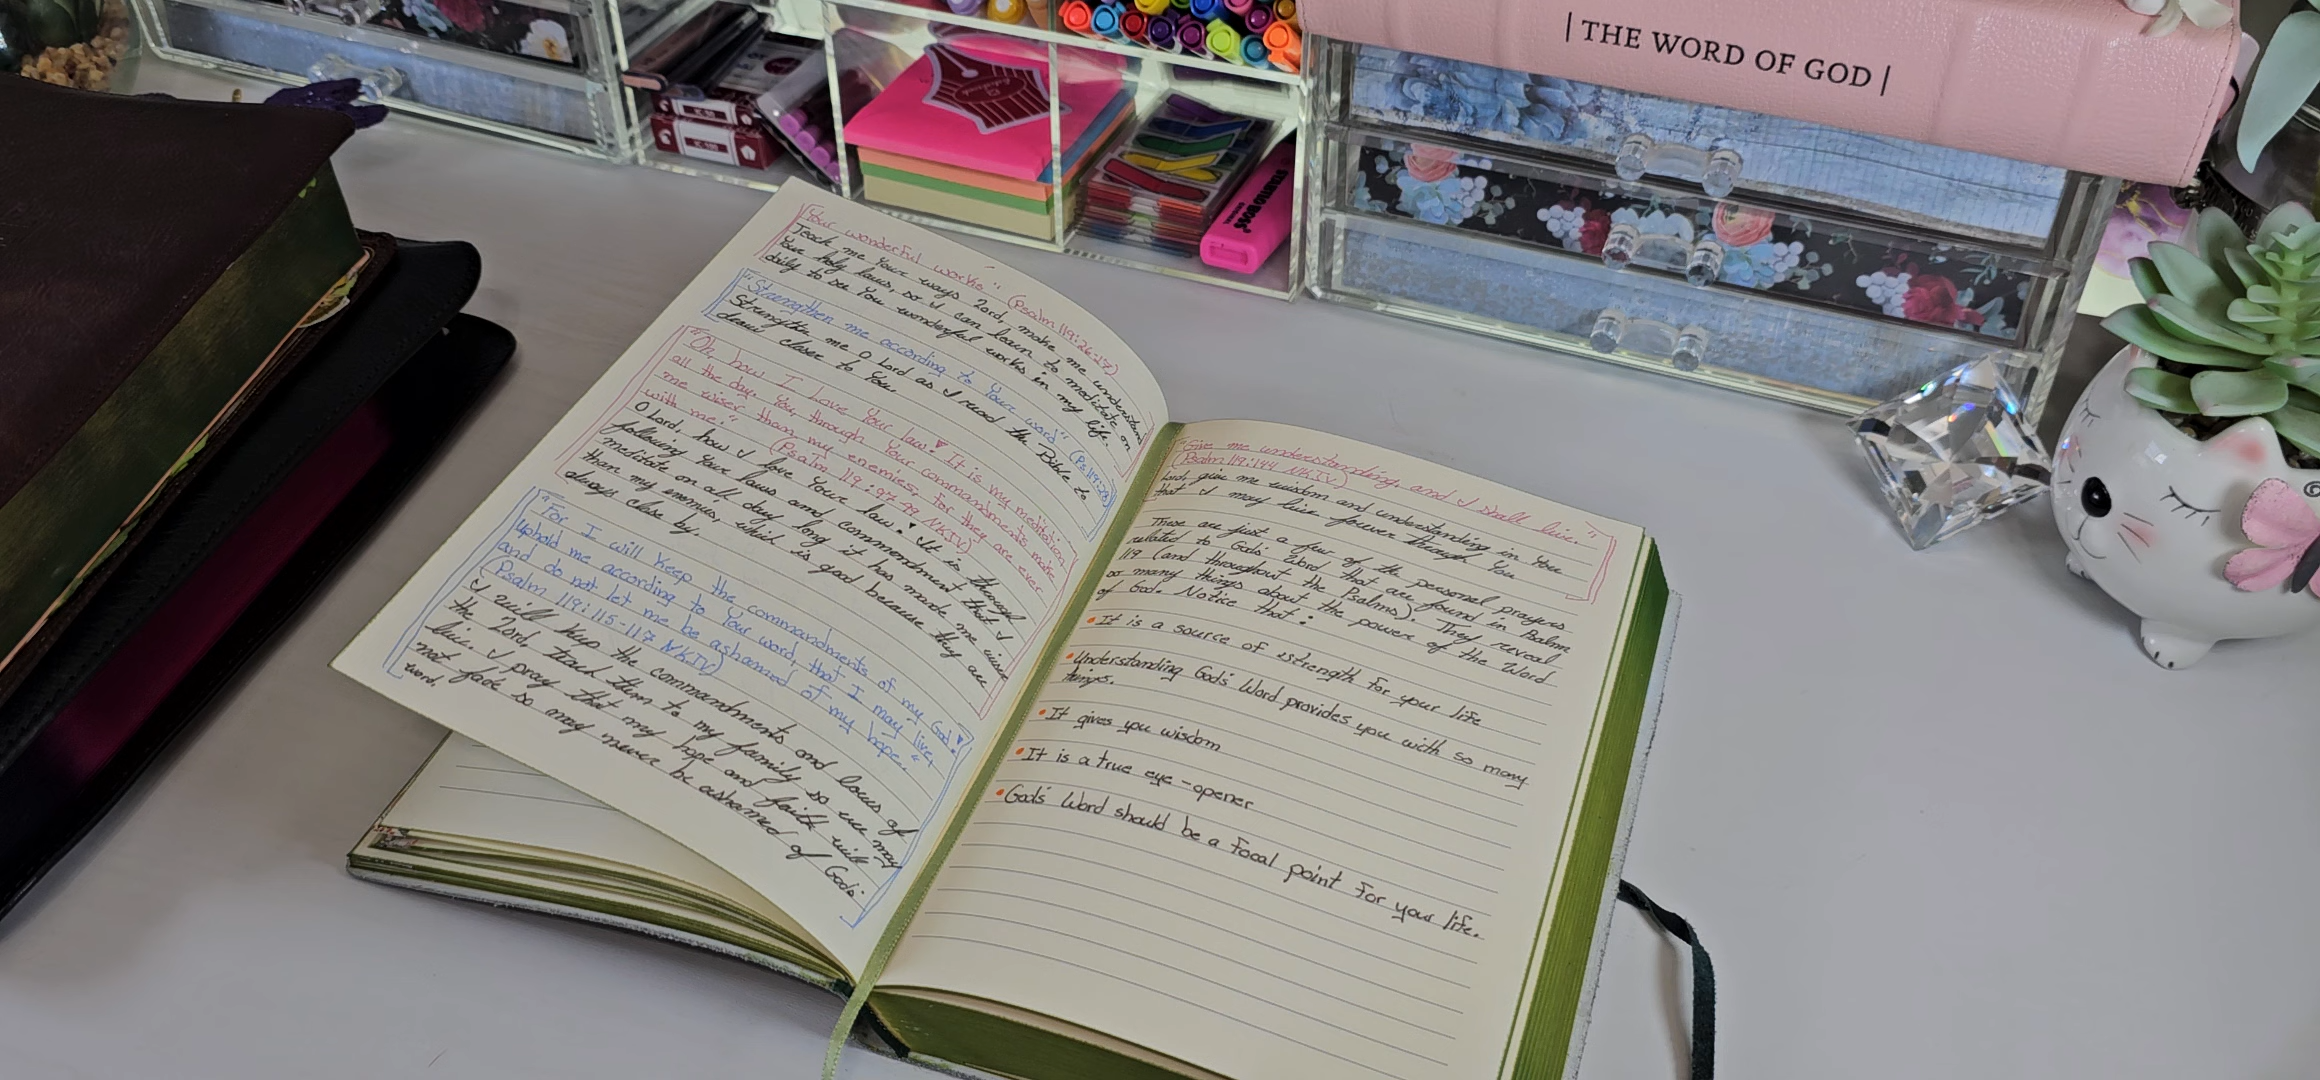 | THE WORD OF GOD |
IC-50
IC-100
STABILO BOSS
Your wonderful works" (Psalm 119:26-27)
Teach me Your ways Lord, make me understand
Your holy laws, so I can learn to meditate on
daily to see You wonderful works in my life.
"Strengthen me according to Your word" (Ps 119:28)
Strengthen me O Lord as I read the Bible to
draw closer to You
"Oh, how I Love Your law! It is my meditation
all the day. You, through Your commandments make
me wiser than my enemies, for they are ever
with me." (Psalm 119:97-99 NKJV)
O Lord, how I love Your law! It is through
following Your laws and commandment that I
meditate on all day long it has made me wiser
than my enemies, which is good because they are
always close by.
"For I will keep the commandments of my God!
Uphold me according to Your word, that I may live,
and do not let me be ashamed of my hope."
(Psalm 119:115-117 NKJV)
I will keep the commandments and laws of
the Lord, teach them to my family so we may
live. I pray that my hope and faith will
not fade so may never be ashamed of God's
word.
"Give me understanding, and I shall live."
(Psalm 119:144 NKJV)
Lord, give me wisdom and understanding in You
that I may live forever through You
These are just a few of the personal prayers
related to God's Word that are found in Psalm
119 (and throughout the Psalms). They reveal
so many things about the power of the Word
of God. Notice that:
• It is a source of strength for your life
• Understanding God's Word provides you with so many
things.
• It gives you wisdom
• It is a true eye-opener
• God's Word should be a focal point for your life.